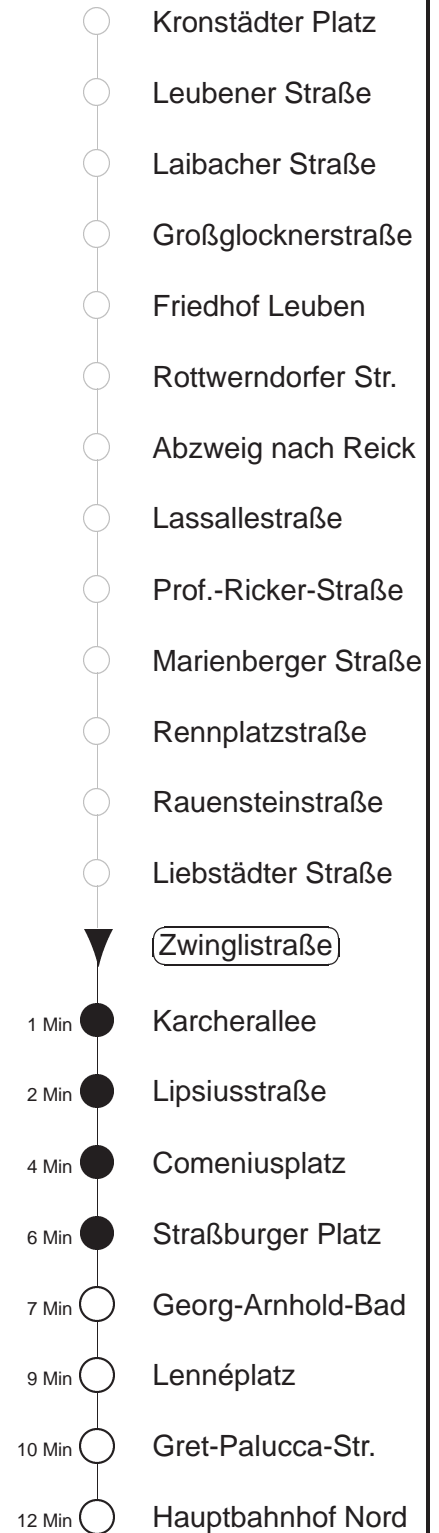 Kronstädter Platz
Leubener Straße
Laibacher Straße
Großglocknerstraße
Friedhof Leuben
Rottwerndorfer Str.
Abzweig nach Reick
Lassallestraße
Prof.-Ricker-Straße
Marienberger Straße
Rennplatzstraße
Rauensteinstraße
Liebstädter Straße
Zwinglistraße
1 Min Karcherallee
2 Min Lipsiusstraße
4 Min Comeniusplatz
6 Min Straßburger Platz
7 Min Georg-Arnhold-Bad
9 Min Lennéplatz
10 Min Gret-Palucca-Str.
12 Min Hauptbahnhof Nord